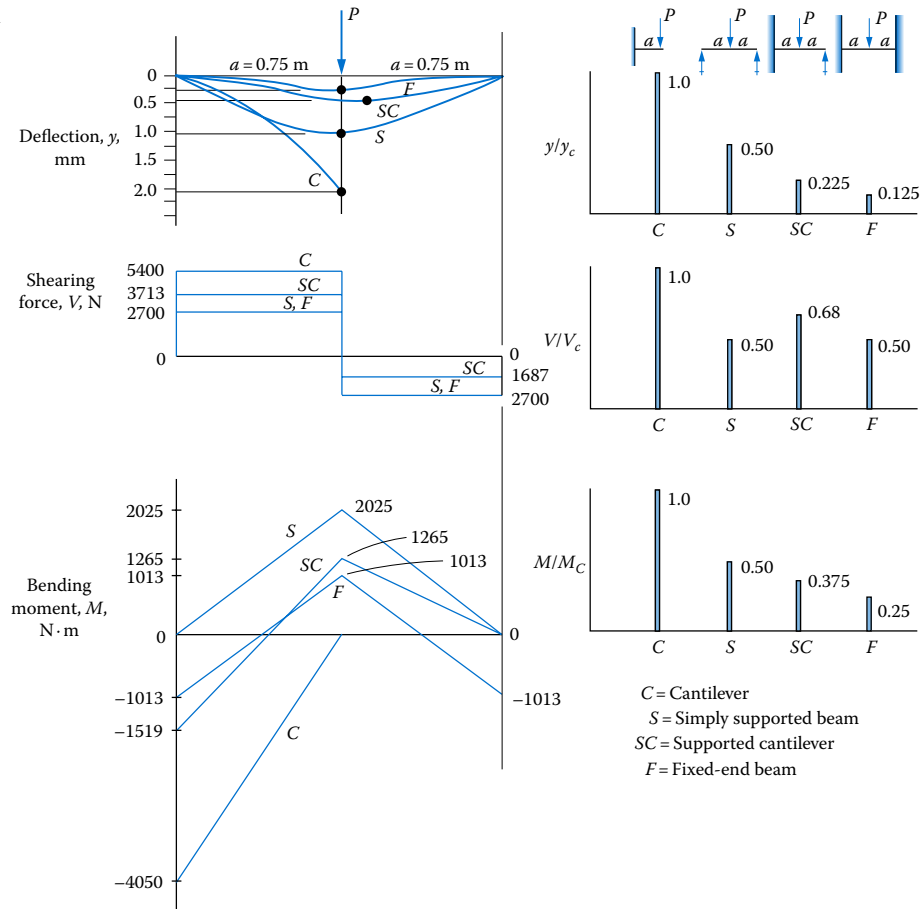 P
a = 0.75 m a = 0.75 m
0
0.5
1.0
1.5
2.0
Deflection, y,
mm
F
SC
S
C
Shearing
force, V, N
5400
3713
2700
0
C
SC
S, F
0
SC
1687
S, F
2700
Bending
moment, M,
N·m
2025
1265
1013
0
−1013
−1519
−4050
2025
1265
1013
S
SC
F
C
0
−1013
P P P P
a a a a a a a
y/yc
1.0
0.50
0.225
0.125
C S SC F
V/Vc
1.0
0.50
0.68
0.50
C S SC F
M/MC
1.0
0.50
0.375
0.25
C S SC F
C = Cantilever
S = Simply supported beam
SC = Supported cantilever
F = Fixed-end beam